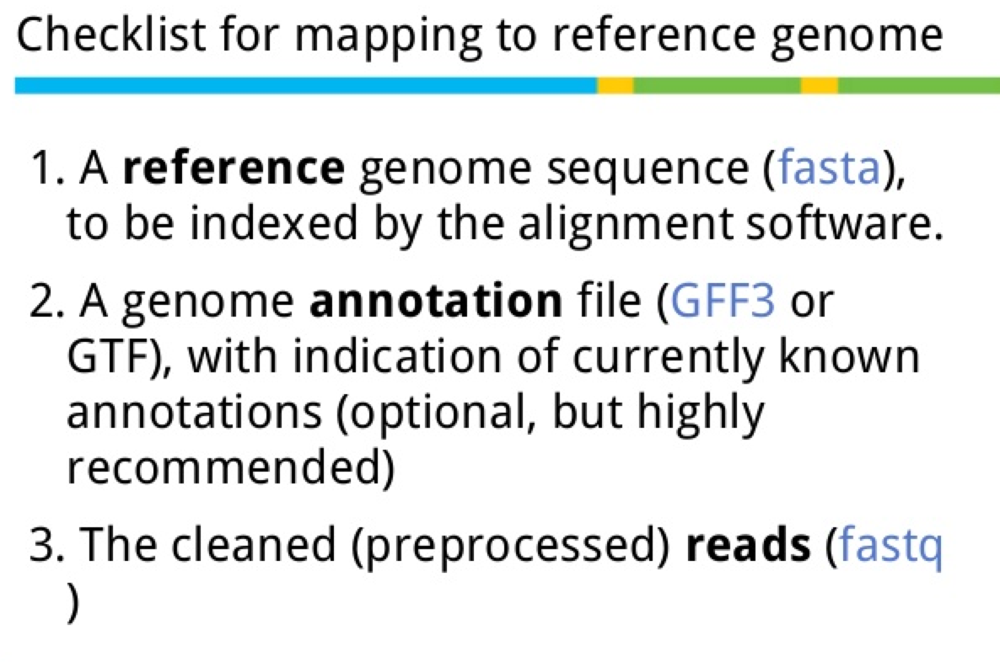 Checklist for mapping to reference genome
1. A reference genome sequence (fasta),
to be indexed by the alignment software.
2. A genome annotation file (GFF3 or
GTF), with indication of currently known
annotations (optional, but highly
recommended)
3. The cleaned (preprocessed) reads (fastq
)